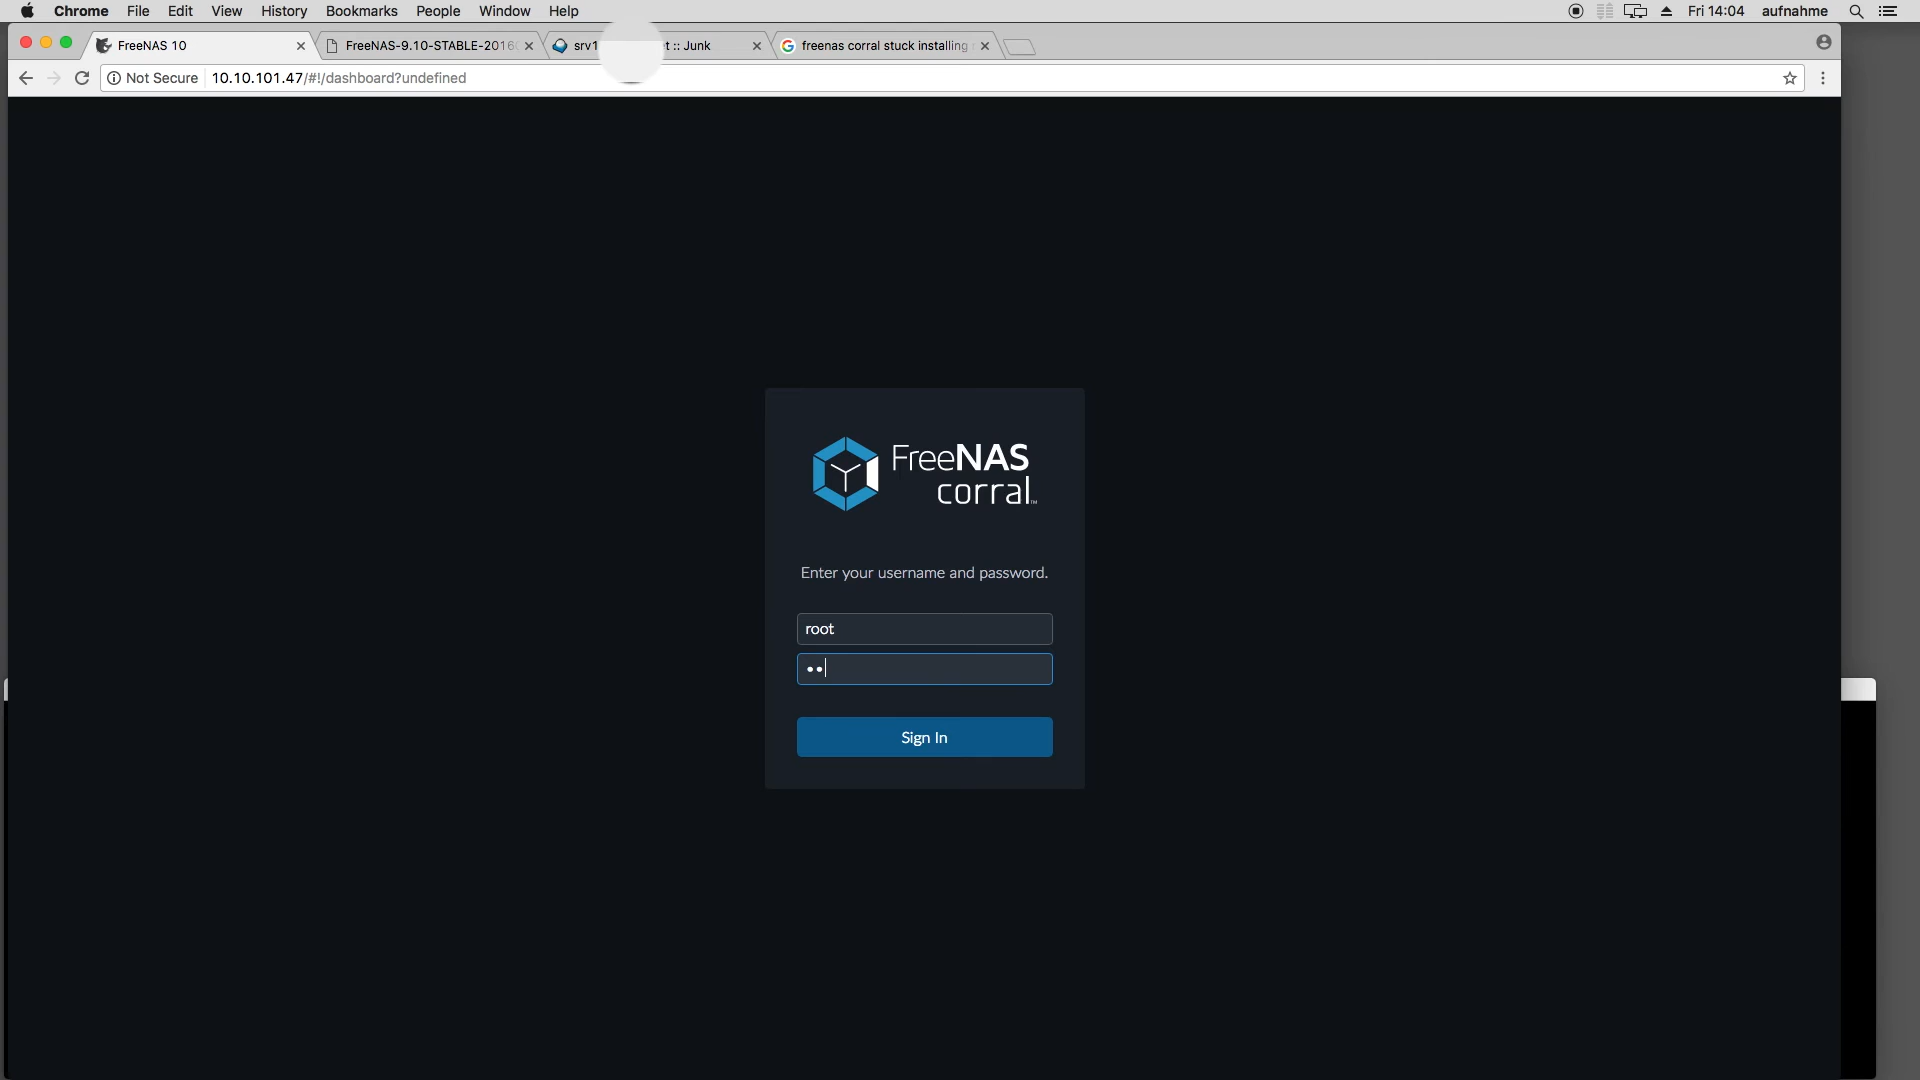 Chrome File Edit View History Bookmarks People Window Help Fri 14:04 aufnahme
FreeNAS 10 FreeNAS-9.10-STABLE-2016 srv1 t :: Junk freenas corral stuck installing
Not Secure 10.10.101.47/#!/dashboard?undefined
FreeNAS
corral™
Enter your username and password.
root
Sign In